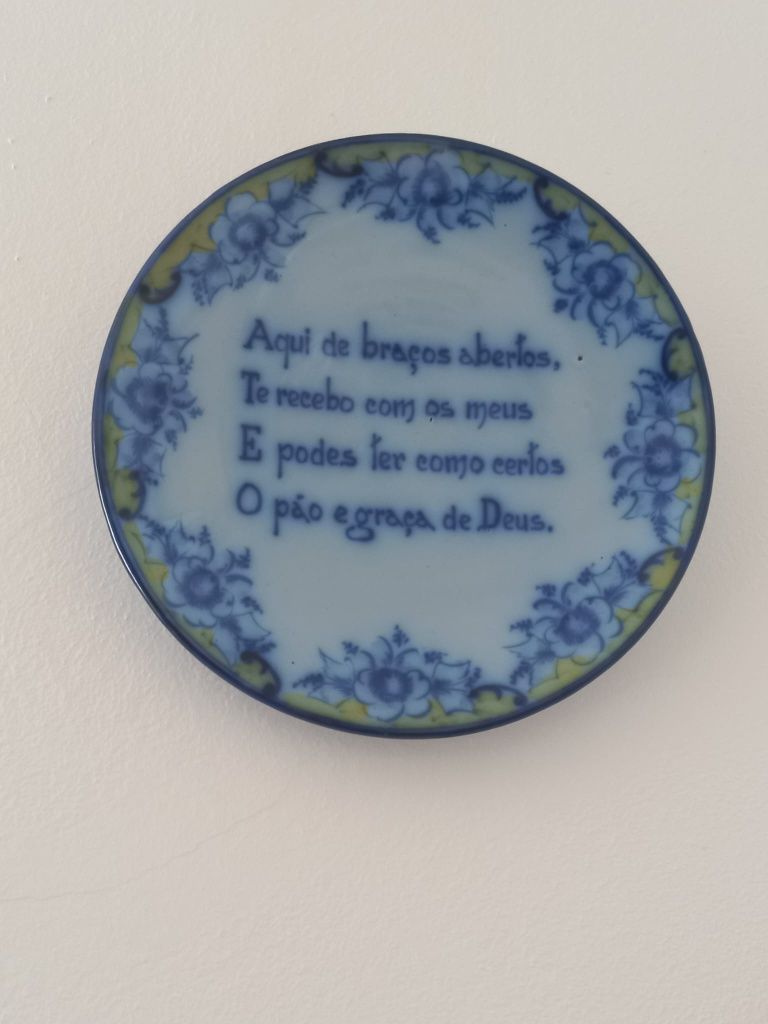 Aqui de braços abertos,
Te recebo com os meus
E podes ter como certos
O pão e graça de Deus.